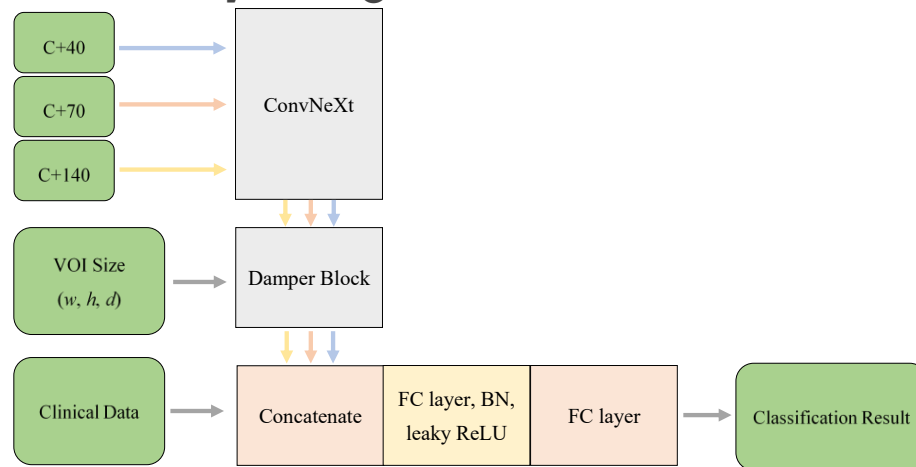 C+40
C+70
C+140
ConvNeXt
VOI Size
(w, h, d)
Damper Block
Clinical Data
Concatenate
FC layer, BN,
leaky ReLU
FC layer
Classification Result